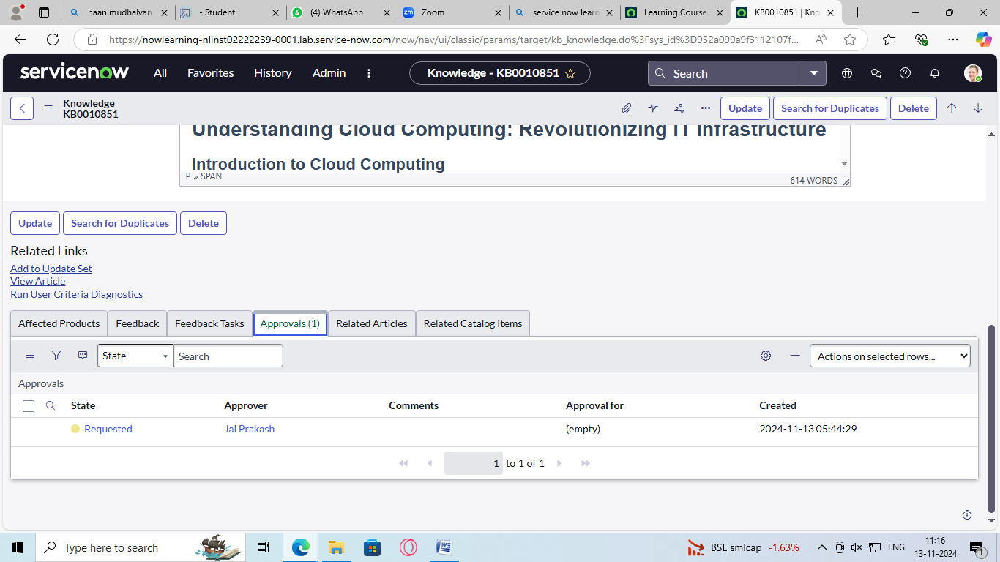 naan mudhalvan
- Student
(4) WhatsApp
Zoom
service now learn
Learning Course
KB0010851 | Kno
https://nowlearning-nlinst02222239-0001.lab.service-now.com/now/nav/ui/classic/params/target/kb_knowledge.do%3Fsys_id%3D952a099a9f3112107f...
servicenow All Favorites History Admin Knowledge - KB0010851 Search
Knowledge
KB0010851
Update Search for Duplicates Delete
Understanding Cloud Computing: Revolutionizing IT Infrastructure
Introduction to Cloud Computing
P » SPAN 614 WORDS
Update Search for Duplicates Delete
Related Links
Add to Update Set
View Article
Run User Criteria Diagnostics
Affected Products Feedback Feedback Tasks Approvals (1) Related Articles Related Catalog Items
State Search Actions on selected rows...
Approvals
State Approver Comments Approval for Created
Requested Jai Prakash (empty) 2024-11-13 05:44:29
1 to 1 of 1
Type here to search BSE smlcap -1.63% ENG 11:16
13-11-2024 1